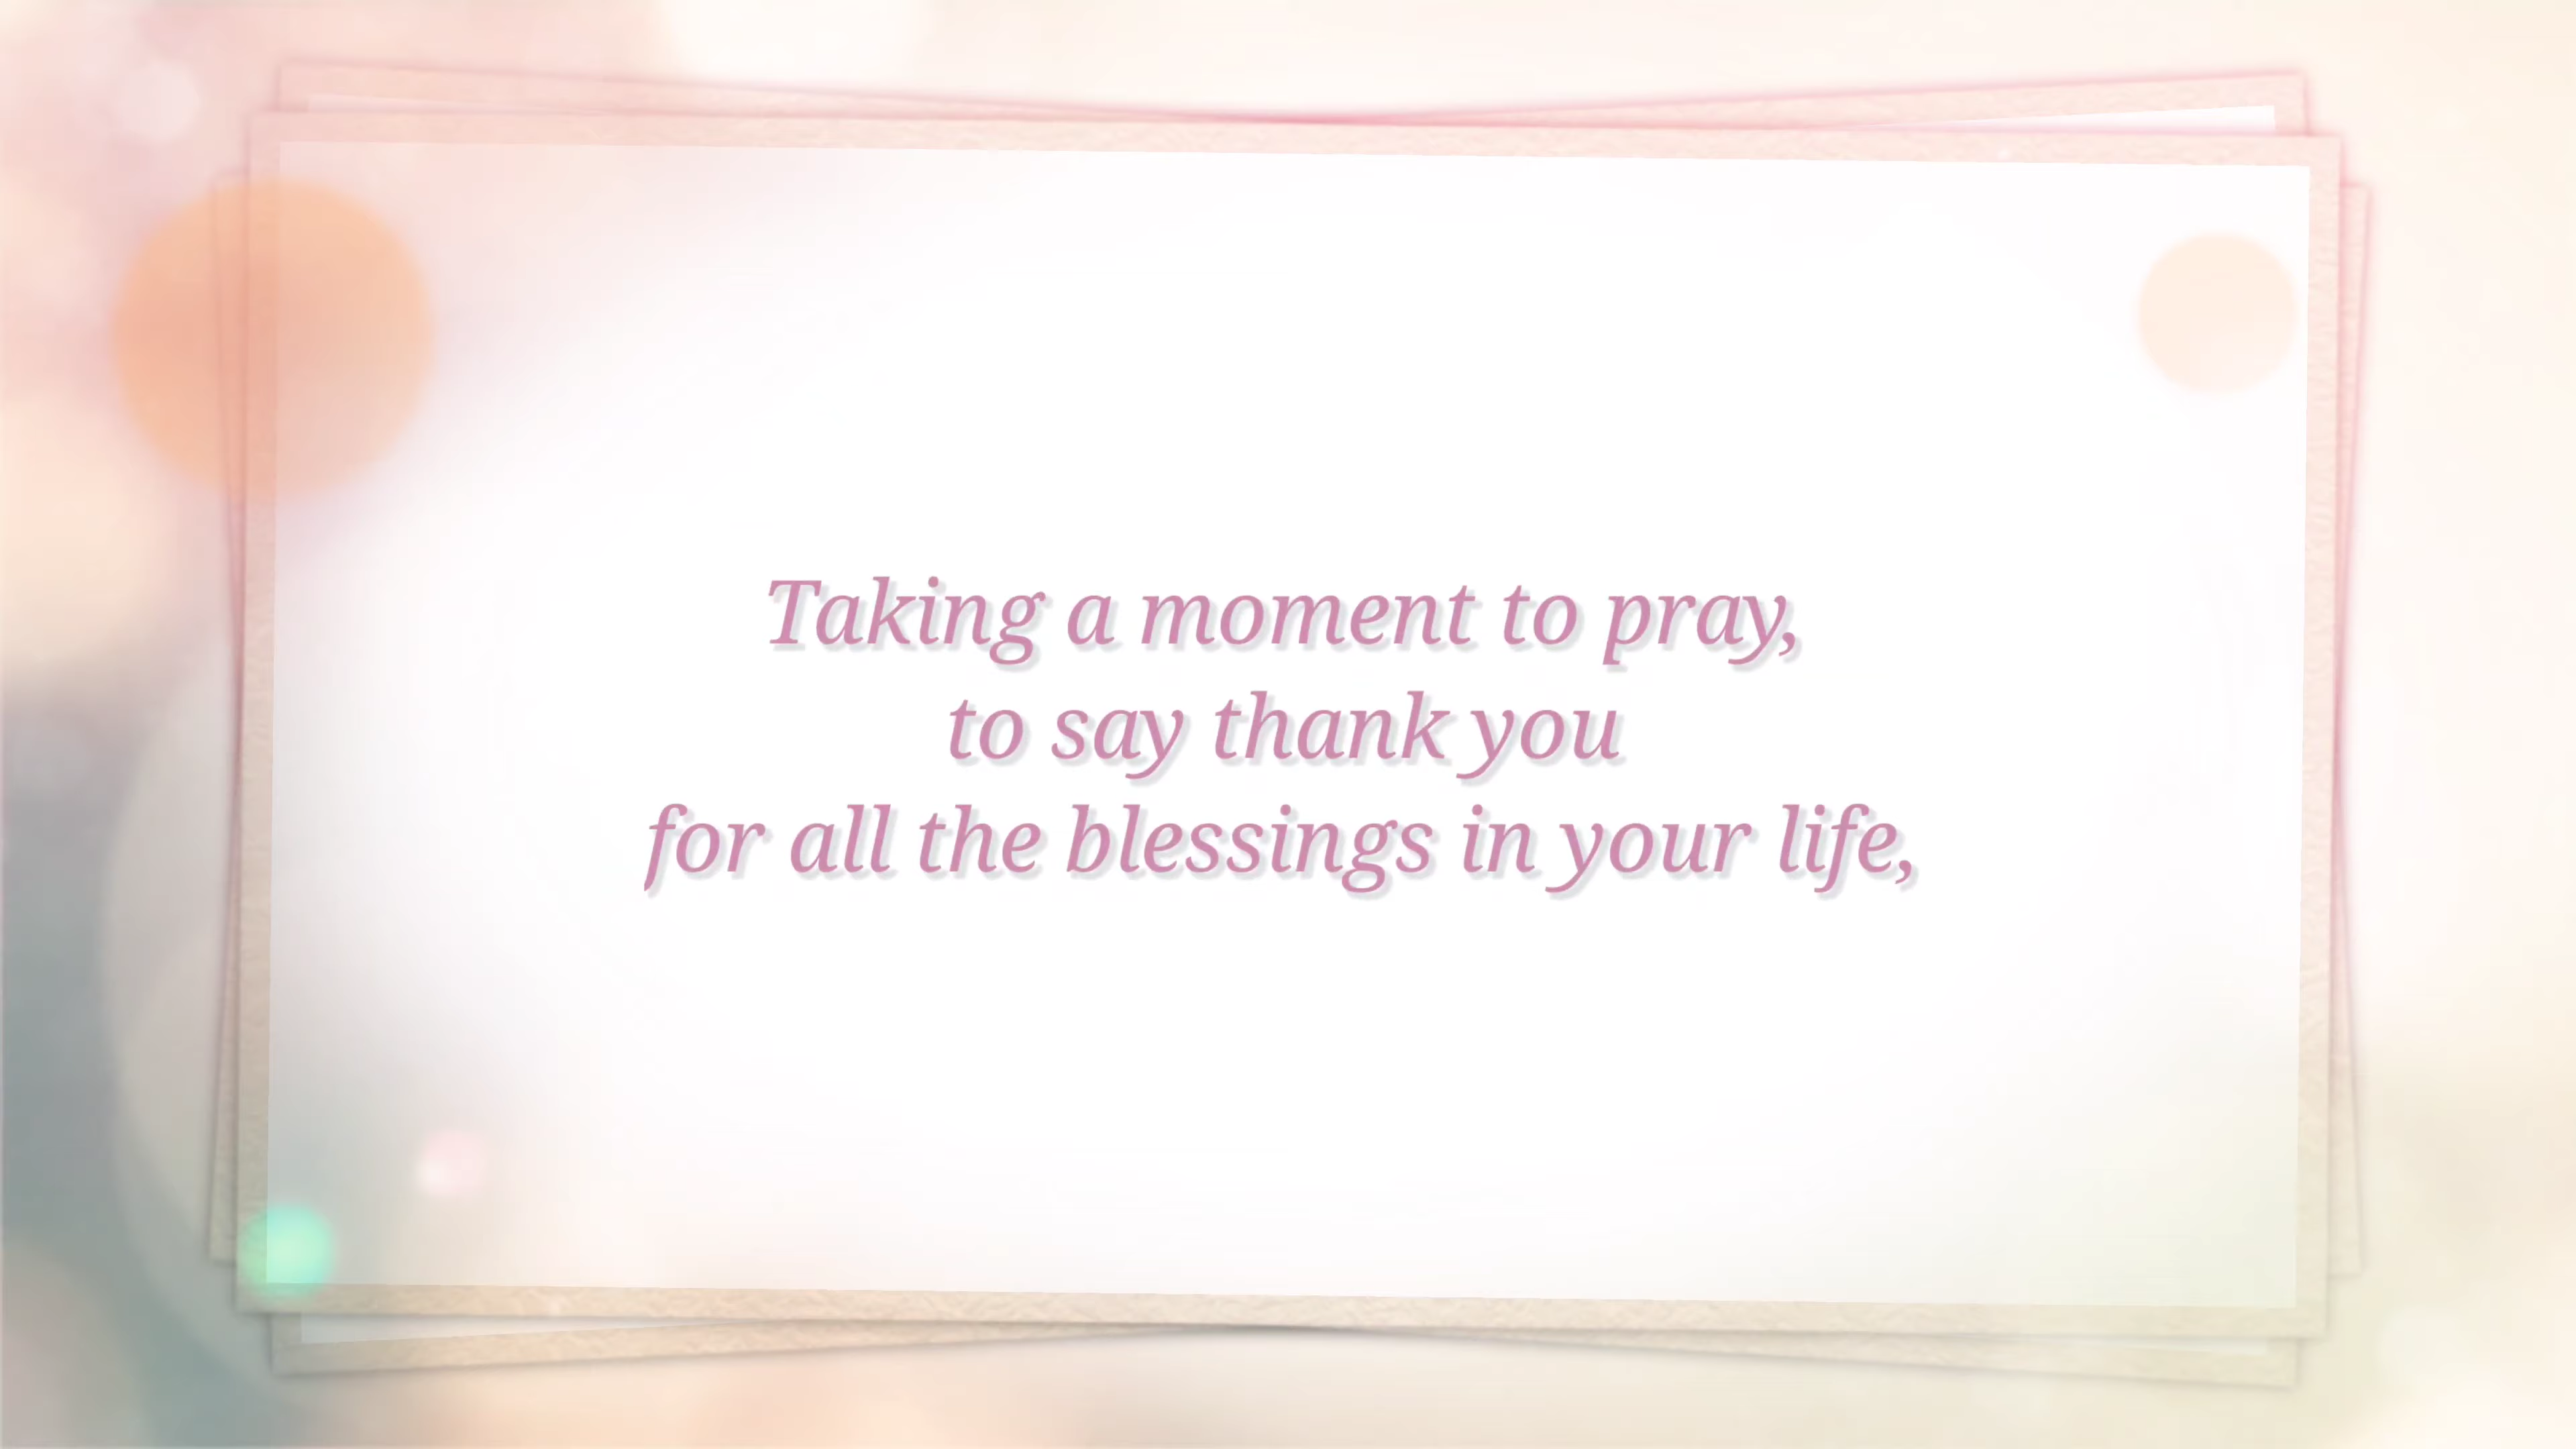 Taking a moment to pray,
to say thank you
for all the blessings in your life,